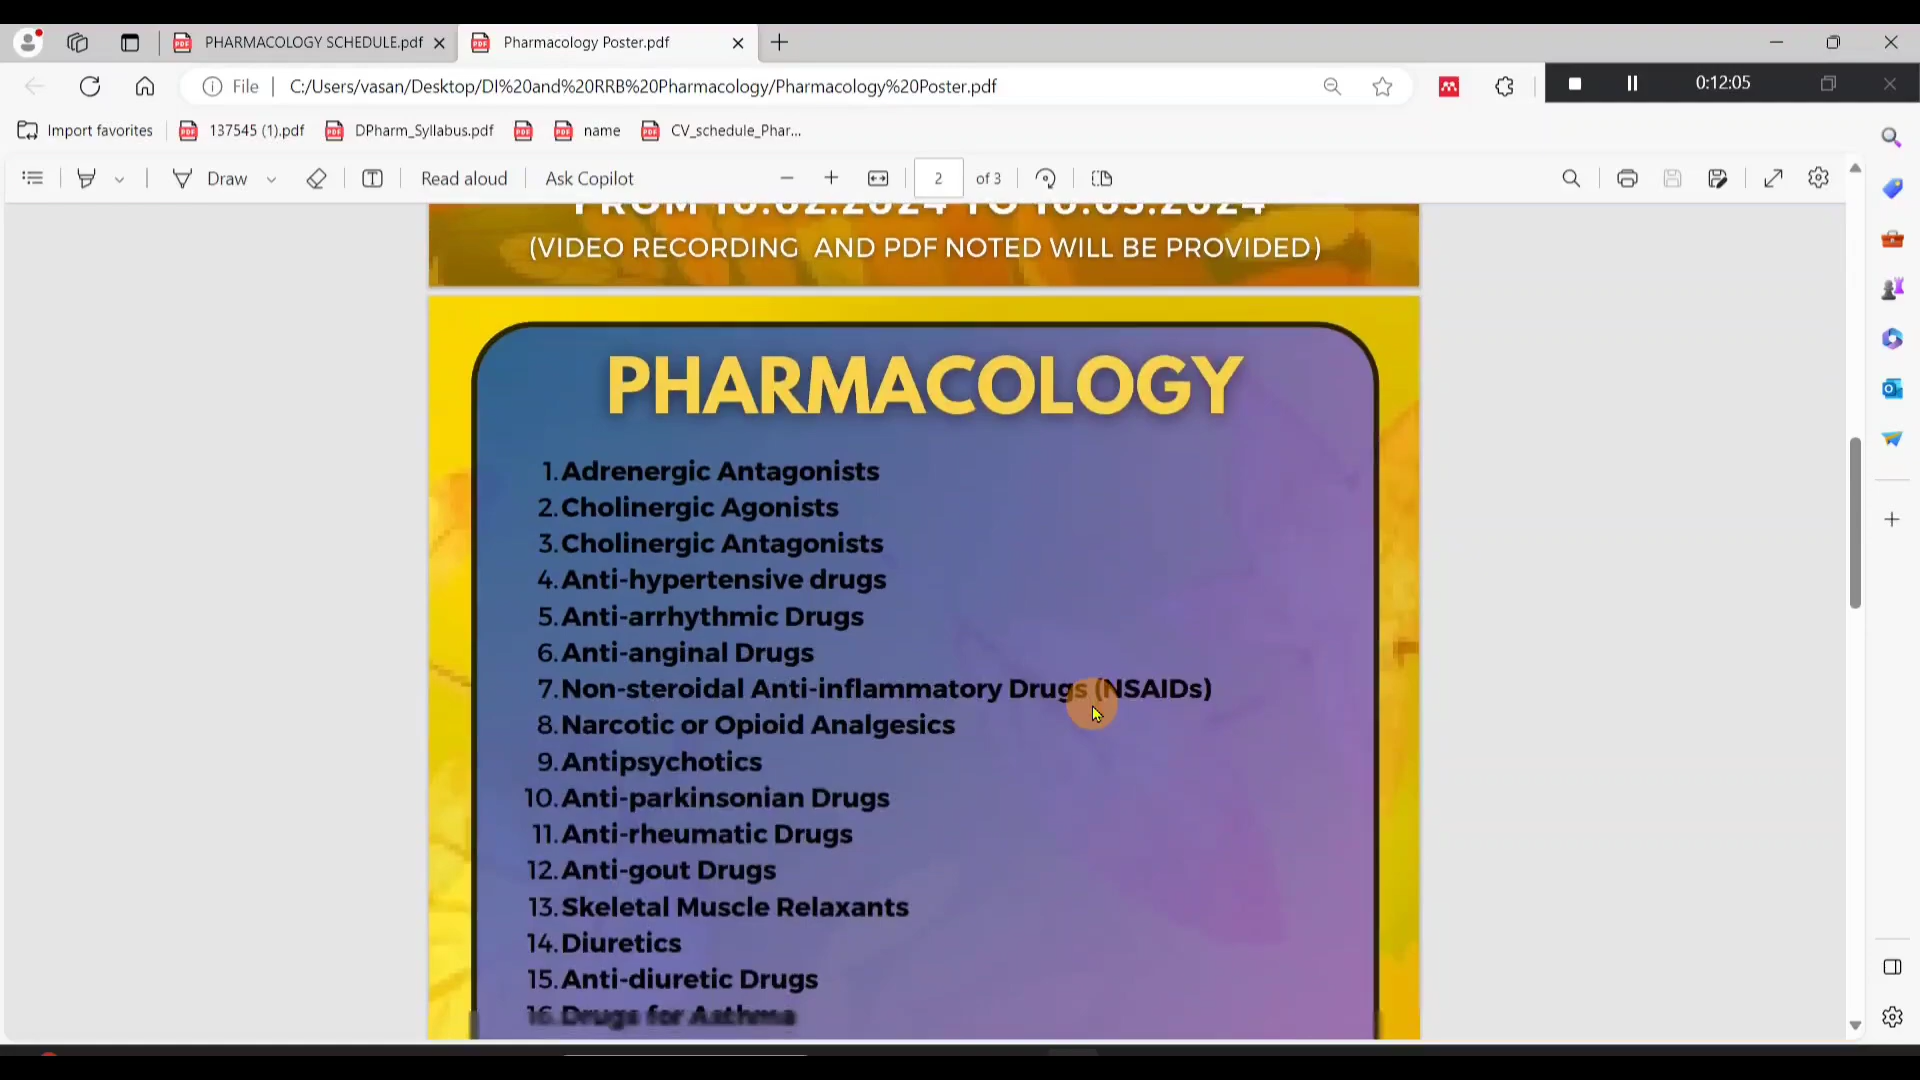 PHARMACOLOGY SCHEDULE.pdf
Pharmacology Poster.pdf
File
C:/Users/vasan/Desktop/DI%20and%20RRB%20Pharmacology/Pharmacology%20Poster.pdf
0:12:05
Import favorites
137545 (1).pdf
DPharm_Syllabus.pdf
name
CV_schedule_Phar...
Draw
Read aloud
Ask Copilot
2 of 3
(VIDEO RECORDING AND PDF NOTED WILL BE PROVIDED)
PHARMACOLOGY
1. Adrenergic Antagonists
2. Cholinergic Agonists
3. Cholinergic Antagonists
4. Anti-hypertensive drugs
5. Anti-arrhythmic Drugs
6. Anti-anginal Drugs
7. Non-steroidal Anti-inflammatory Drugs (NSAIDs)
8. Narcotic or Opioid Analgesics
9. Antipsychotics
10. Anti-parkinsonian Drugs
11. Anti-rheumatic Drugs
12. Anti-gout Drugs
13. Skeletal Muscle Relaxants
14. Diuretics
15. Anti-diuretic Drugs
16. Drugs for Asthma